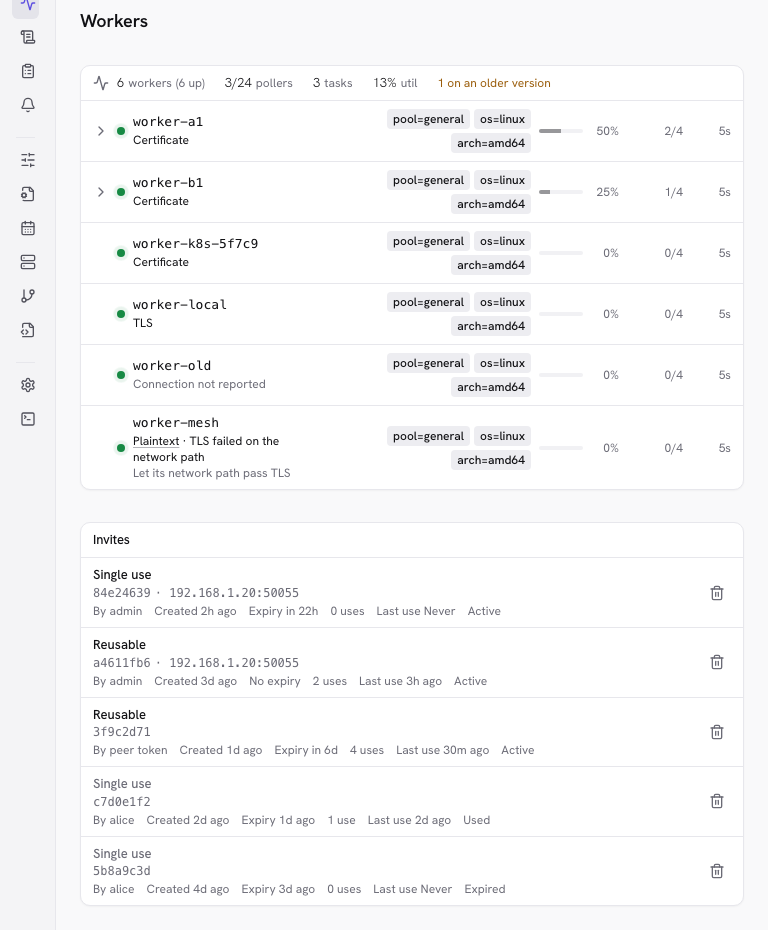 Workers
6 workers (6 up) 3/24 pollers 3 tasks 13% util 1 on an older version
worker-a1
Certificate
pool=general os=linux
arch=amd64
50% 2/4 5s
worker-b1
Certificate
pool=general os=linux
arch=amd64
25% 1/4 5s
worker-k8s-5f7c9
Certificate
pool=general os=linux
arch=amd64
0% 0/4 5s
worker-local
TLS
pool=general os=linux
arch=amd64
0% 0/4 5s
worker-old
Connection not reported
pool=general os=linux
arch=amd64
0% 0/4 5s
worker-mesh
Plaintext · TLS failed on the
network path
Let its network path pass TLS
pool=general os=linux
arch=amd64
0% 0/4 5s
Invites
Single use
84e24639 · 192.168.1.20:50055
By admin Created 2h ago Expiry in 22h 0 uses Last use Never Active
Reusable
a4611fb6 · 192.168.1.20:50055
By admin Created 3d ago No expiry 2 uses Last use 3h ago Active
Reusable
3f9c2d71
By peer token Created 1d ago Expiry in 6d 4 uses Last use 30m ago Active
Single use
c7d0e1f2
By alice Created 2d ago Expiry 1d ago 1 use Last use 2d ago Used
Single use
5b8a9c3d
By alice Created 4d ago Expiry 3d ago 0 uses Last use Never Expired